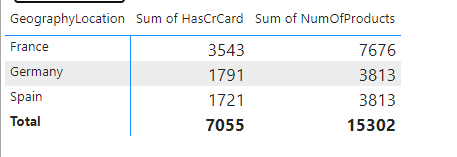 GeographyLocation Sum of HasCrCard Sum of NumOfProducts
France 3543 7676
Germany 1791 3813
Spain 1721 3813
Total 7055 15302